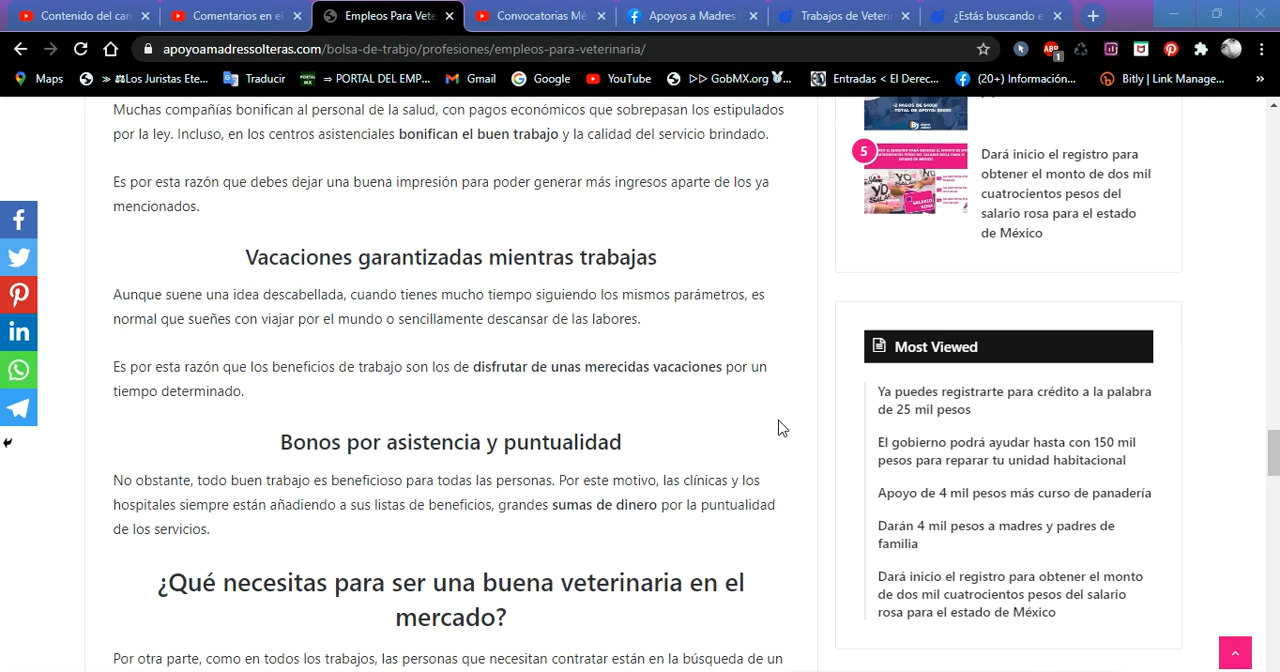 Contenido del can
Comentarios en el
Empleos Para Vete
Convocatorias Mé
Apoyos a Madres
Trabajos de Veteri
¿Estás buscando e
apoyoamadressolteras.com/bolsa-de-trabjo/profesiones/empleos-para-veterinaria/
ABP
1
Maps
» ⚖Los Juristas Ete...
Traducir
⇒ PORTAL DEL EMP...
Gmail
Google
YouTube
▷▷ GobMX.org 🐮...
Entradas < El Derec...
(20+) Información...
Bitly | Link Manage...
»
Muchas compañías bonifican al personal de la salud, con pagos económicos que sobrepasan los estipulados
por la ley. Incluso, en los centros asistenciales bonifican el buen trabajo y la calidad del servicio brindado.
Es por esta razón que debes dejar una buena impresión para poder generar más ingresos aparte de los ya
mencionados.
Vacaciones garantizadas mientras trabajas
Aunque suene una idea descabellada, cuando tienes mucho tiempo siguiendo los mismos parámetros, es
normal que sueñes con viajar por el mundo o sencillamente descansar de las labores.
Es por esta razón que los beneficios de trabajo son los de disfrutar de unas merecidas vacaciones por un
tiempo determinado.
Bonos por asistencia y puntualidad
No obstante, todo buen trabajo es beneficioso para todas las personas. Por este motivo, las clínicas y los
hospitales siempre están añadiendo a sus listas de beneficios, grandes sumas de dinero por la puntualidad
de los servicios.
¿Qué necesitas para ser una buena veterinaria en el
mercado?
Por otra parte, como en todos los trabajos, las personas que necesitan contratar están en la búsqueda de un
5
Dará inicio el registro para
obtener el monto de dos mil
cuatrocientos pesos del
salario rosa para el estado
de México
Most Viewed
Ya puedes registrarte para crédito a la palabra
de 25 mil pesos
El gobierno podrá ayudar hasta con 150 mil
pesos para reparar tu unidad habitacional
Apoyo de 4 mil pesos más curso de panadería
Darán 4 mil pesos a madres y padres de
familia
Dará inicio el registro para obtener el monto
de dos mil cuatrocientos pesos del salario
rosa para el estado de México